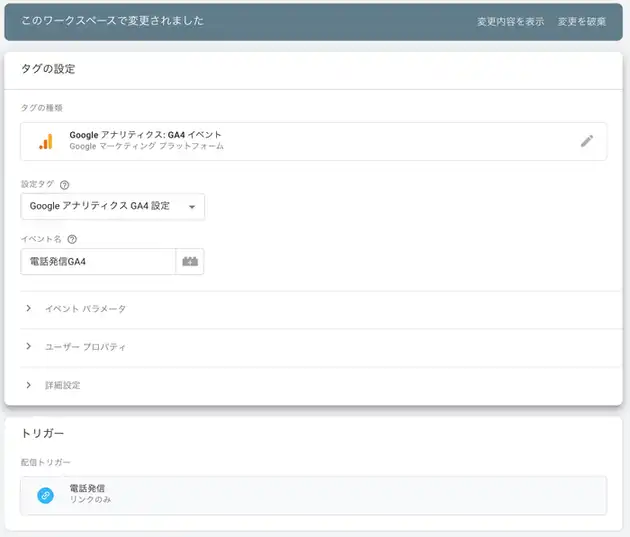 このワークスペースで変更されました
変更内容を表示 変更を破棄
タグの設定
タグの種類
Google アナリティクス: GA4 イベント
Google マーケティング プラットフォーム
設定タグ
Google アナリティクス GA4 設定
イベント名
電話発信GA4
イベント パラメータ
ユーザー プロパティ
詳細設定
トリガー
配信トリガー
電話発信
リンクのみ